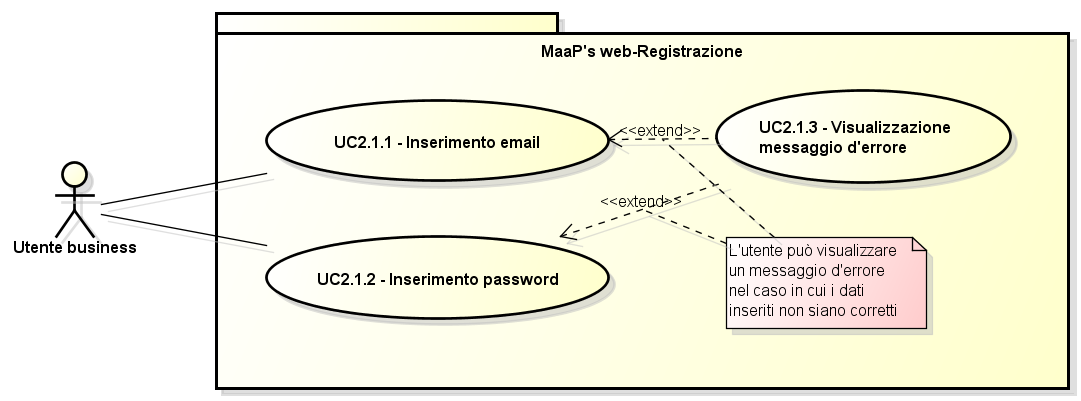 MaaP's web-Registrazione
UC2.1.1 - Inserimento email
<<extend>>
UC2.1.3 - Visualizzazione
messaggio d'errore
<<extend>>
Utente business
UC2.1.2 - Inserimento password
L'utente può visualizzare
un messaggio d'errore
nel caso in cui i dati
inseriti non siano corretti